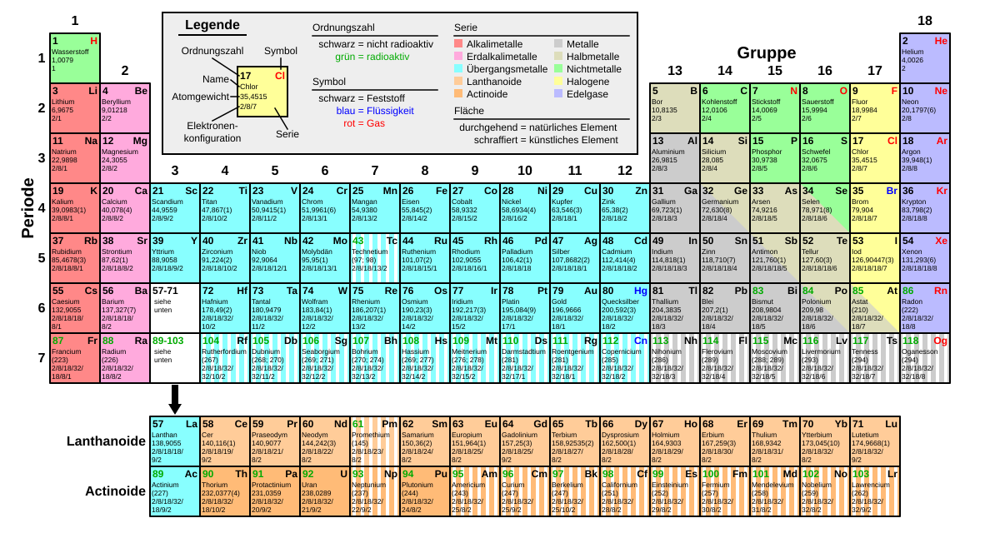 1
18
Legende
Ordnungszahl
Symbol
Name
Atomgewicht
Elektronen-
konfiguration
Serie
17 Cl
Chlor
35,4515
2/8/7
Ordnungszahl
schwarz = nicht radioaktiv
grün = radioaktiv
Symbol
schwarz = Feststoff
blau = Flüssigkeit
rot = Gas
Serie
Alkalimetalle
Erdalkalimetalle
Übergangsmetalle
Lanthanoide
Actinoide
Metalle
Halbmetalle
Nichtmetalle
Halogene
Edelgase
Fläche
durchgehend = natürliches Element
schraffiert = künstliches Element
Gruppe
2
13 14 15 16 17
3 4 5 6 7 8 9 10 11 12
Periode
1
1 H
Wasserstoff
1,0079
1
2 He
Helium
4,0026
2
2
3 Li
Lithium
6,9675
2/1
4 Be
Beryllium
9,01218
2/2
5 B
Bor
10,8135
2/3
6 C
Kohlenstoff
12,0106
2/4
7 N
Stickstoff
14,0069
2/5
8 O
Sauerstoff
15,9994
2/6
9 F
Fluor
18,9984
2/7
10 Ne
Neon
20,1797(6)
2/8
3
11 Na
Natrium
22,9898
2/8/1
12 Mg
Magnesium
24,3055
2/8/2
13 Al
Aluminium
26,9815
2/8/3
14 Si
Silicium
28,085
2/8/4
15 P
Phosphor
30,9738
2/8/5
16 S
Schwefel
32,0675
2/8/6
17 Cl
Chlor
35,4515
2/8/7
18 Ar
Argon
39,948(1)
2/8/8
4
19 K
Kalium
39,0983(1)
2/8/8/1
20 Ca
Calcium
40,078(4)
2/8/8/2
21 Sc
Scandium
44,9559
2/8/9/2
22 Ti
Titan
47,867(1)
2/8/10/2
23 V
Vanadium
50,9415(1)
2/8/11/2
24 Cr
Chrom
51,9961(6)
2/8/13/1
25 Mn
Mangan
54,9380
2/8/13/2
26 Fe
Eisen
55,845(2)
2/8/14/2
27 Co
Cobalt
58,9332
2/8/15/2
28 Ni
Nickel
58,6934(4)
2/8/16/2
29 Cu
Kupfer
63,546(3)
2/8/18/1
30 Zn
Zink
65,38(2)
2/8/18/2
31 Ga
Gallium
69,723(1)
2/8/18/3
32 Ge
Germanium
72,630(8)
2/8/18/4
33 As
Arsen
74,9216
2/8/18/5
34 Se
Selen
78,971(8)
2/8/18/6
35 Br
Brom
79,904
2/8/18/7
36 Kr
Krypton
83,798(2)
2/8/18/8
5
37 Rb
Rubidium
85,4678(3)
2/8/18/8/1
38 Sr
Strontium
87,62(1)
2/8/18/8/2
39 Y
Yttrium
88,9058
2/8/18/9/2
40 Zr
Zirconium
91,224(2)
2/8/18/10/2
41 Nb
Niob
92,9064
2/8/18/12/1
42 Mo
Molybdän
95,95(1)
2/8/18/13/1
43 Tc
Technetium
(97; 98)
2/8/18/13/2
44 Ru
Ruthenium
101,07(2)
2/8/18/15/1
45 Rh
Rhodium
102,9055
2/8/18/16/1
46 Pd
Palladium
106,42(1)
2/8/18/18
47 Ag
Silber
107,8682(2)
2/8/18/18/1
48 Cd
Cadmium
112,414(4)
2/8/18/18/2
49 In
Indium
114,818(1)
2/8/18/18/3
50 Sn
Zinn
118,710(7)
2/8/18/18/4
51 Sb
Antimon
121,760(1)
2/8/18/18/5
52 Te
Tellur
127,60(3)
2/8/18/18/6
53 I
Iod
126,90447(3)
2/8/18/18/7
54 Xe
Xenon
131,293(6)
2/8/18/18/8
6
55 Cs
Caesium
132,9055
2/8/18/18/
8/1
56 Ba
Barium
137,327(7)
2/8/18/18/
8/2
57-71
siehe
unten
72 Hf
Hafnium
178,49(2)
2/8/18/32/
10/2
73 Ta
Tantal
180,9479
2/8/18/32/
11/2
74 W
Wolfram
183,84(1)
2/8/18/32/
12/2
75 Re
Rhenium
186,207(1)
2/8/18/32/
13/2
76 Os
Osmium
190,23(3)
2/8/18/32/
14/2
77 Ir
Iridium
192,217(3)
2/8/18/32/
15/2
78 Pt
Platin
195,084(9)
2/8/18/32/
17/1
79 Au
Gold
196,9666
2/8/18/32/
18/1
80 Hg
Quecksilber
200,592(3)
2/8/18/32/
18/2
81 Tl
Thallium
204,3835
2/8/18/32/
18/3
82 Pb
Blei
207,2(1)
2/8/18/32/
18/4
83 Bi
Bismut
208,9804
2/8/18/32/
18/5
84 Po
Polonium
209,98
2/8/18/32/
18/6
85 At
Astat
(210)
2/8/18/32/
18/7
86 Rn
Radon
(222)
2/8/18/32/
18/8
7
87 Fr
Francium
(223)
2/8/18/32/
18/8/1
88 Ra
Radium
(226)
2/8/18/32/
18/8/2
89-103
siehe
unten
104 Rf
Rutherfordium
(267)
2/8/18/32/
32/10/2
105 Db
Dubnium
(268; 270)
2/8/18/32/
32/11/2
106 Sg
Seaborgium
(269; 271)
2/8/18/32/
32/12/2
107 Bh
Bohrium
(270; 274)
2/8/18/32/
32/13/2
108 Hs
Hassium
(269; 277)
2/8/18/32/
32/14/2
109 Mt
Meitnerium
(276; 278)
2/8/18/32/
32/15/2
110 Ds
Darmstadtium
(281)
2/8/18/32/
32/17/1
111 Rg
Roentgenium
(281)
2/8/18/32/
32/18/1
112 Cn
Copernicium
(285)
2/8/18/32/
32/18/2
113 Nh
Nihonium
(286)
2/8/18/32/
32/18/3
114 Fl
Flerovium
(289)
2/8/18/32/
32/18/4
115 Mc
Moscovium
(288; 289)
2/8/18/32/
32/18/5
116 Lv
Livermorium
(293)
2/8/18/32/
32/18/6
117 Ts
Tenness
(294)
2/8/18/32/
32/18/7
118 Og
Oganesson
(294)
2/8/18/32/
32/18/8
Lanthanoide
57 La
Lanthan
138,9055
2/8/18/18/
9/2
58 Ce
Cer
140,116(1)
2/8/18/19/
9/2
59 Pr
Praseodym
140,9077
2/8/18/21/
8/2
60 Nd
Neodym
144,242(3)
2/8/18/22/
8/2
61 Pm
Promethium
(145)
2/8/18/23/
8/2
62 Sm
Samarium
150,36(2)
2/8/18/24/
8/2
63 Eu
Europium
151,964(1)
2/8/18/25/
8/2
64 Gd
Gadolinium
157,25(3)
2/8/18/25/
9/2
65 Tb
Terbium
158,92535(2)
2/8/18/27/
8/2
66 Dy
Dysprosium
162,500(1)
2/8/18/28/
8/2
67 Ho
Holmium
164,9303
2/8/18/29/
8/2
68 Er
Erbium
167,259(3)
2/8/18/30/
8/2
69 Tm
Thulium
168,9342
2/8/18/31/
8/2
70 Yb
Ytterbium
173,045(10)
2/8/18/32/
8/2
71 Lu
Lutetium
174,9668(1)
2/8/18/32/
9/2
Actinoide
89 Ac
Actinium
(227)
2/8/18/32/
18/9/2
90 Th
Thorium
232,0377(4)
2/8/18/32/
18/10/2
91 Pa
Protactinium
231,0359
2/8/18/32/
20/9/2
92 U
Uran
238,0289
2/8/18/32/
21/9/2
93 Np
Neptunium
(237)
2/8/18/32/
22/9/2
94 Pu
Plutonium
(244)
2/8/18/32/
24/8/2
95 Am
Americium
(243)
2/8/18/32/
25/8/2
96 Cm
Curium
(247)
2/8/18/32/
25/9/2
97 Bk
Berkelium
(247)
2/8/18/32/
25/10/2
98 Cf
Californium
(251)
2/8/18/32/
28/8/2
99 Es
Einsteinium
(252)
2/8/18/32/
29/8/2
100 Fm
Fermium
(257)
2/8/18/32/
30/8/2
101 Md
Mendelevium
(258)
2/8/18/32/
31/8/2
102 No
Nobelium
(259)
2/8/18/32/
32/8/2
103 Lr
Lawrencium
(262)
2/8/18/32/
32/9/2